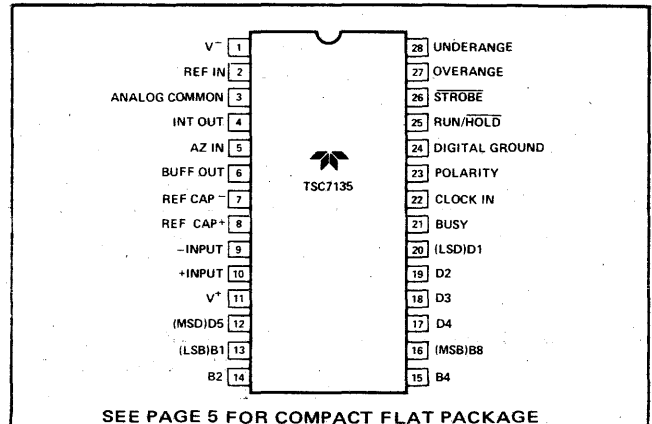 V⁻ 1
REF IN 2
ANALOG COMMON 3
INT OUT 4
AZ IN 5
BUFF OUT 6
REF CAP⁻ 7
REF CAP⁺ 8
−INPUT 9
+INPUT 10
V⁺ 11
(MSD)D5 12
(LSB)B1 13
B2 14
TSC7135
28 UNDERANGE
27 OVERANGE
26 S̅T̅R̅O̅B̅E̅
25 RUN/H̅O̅L̅D̅
24 DIGITAL GROUND
23 POLARITY
22 CLOCK IN
21 BUSY
20 (LSD)D1
19 D2
18 D3
17 D4
16 (MSB)B8
15 B4
SEE PAGE 5 FOR COMPACT FLAT PACKAGE